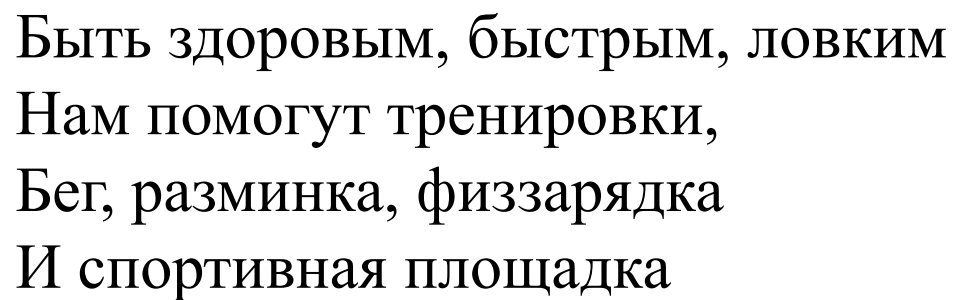 Быть здоровым, быстрым, ловким
Нам помогут тренировки,
Бег, разминка, физзарядка
И спортивная площадка